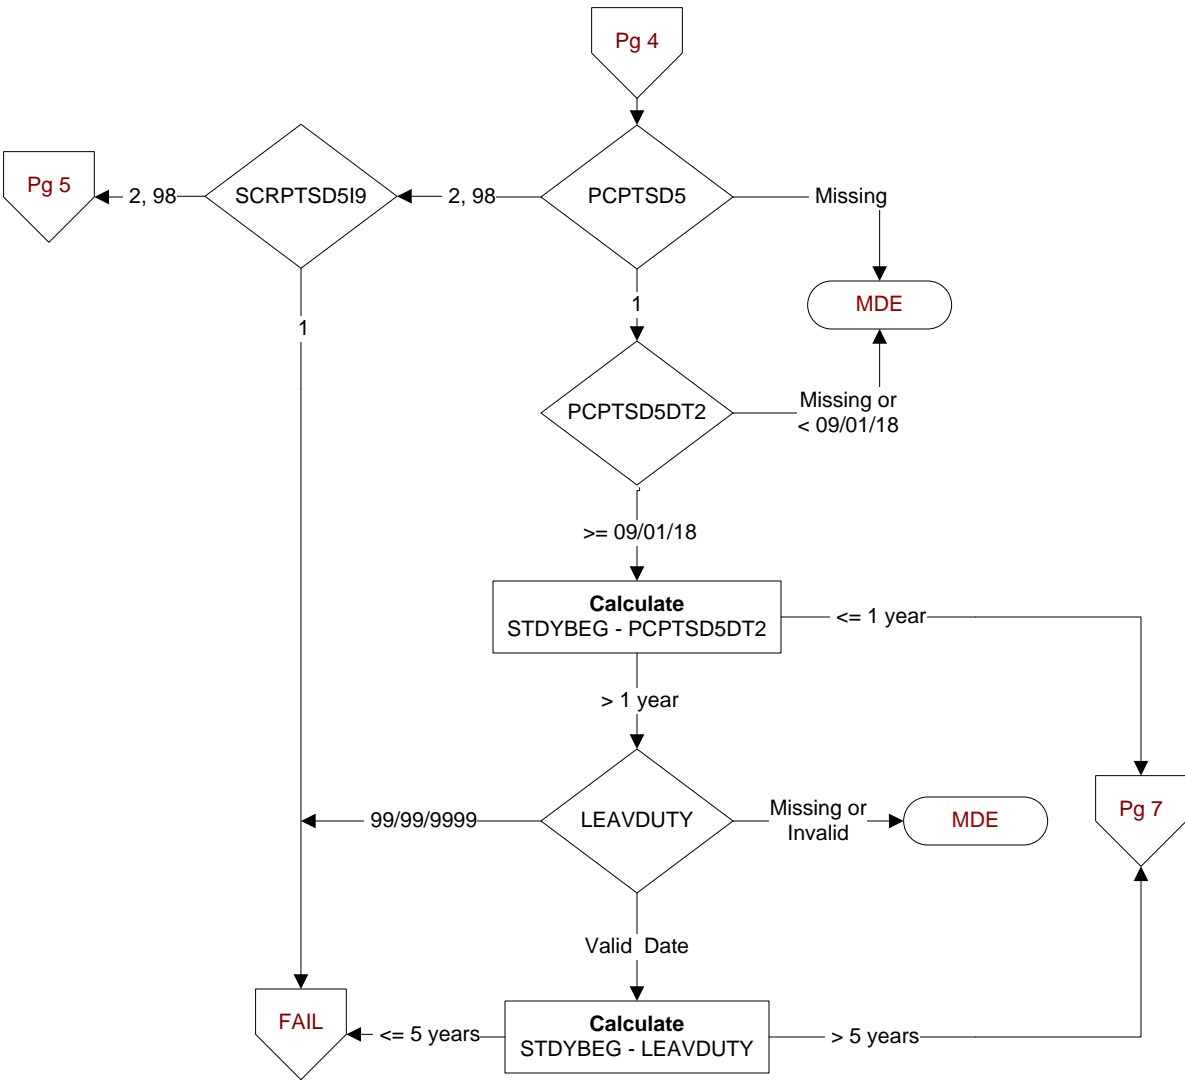 Pg 4
Pg 5
2, 98
SCRPTSD5I9
2, 98
PCPTSD5
Missing
MDE
1
1
PCPTSD5DT2
Missing or
< 09/01/18
>= 09/01/18
Calculate
STDYBEG - PCPTSD5DT2
<= 1 year
> 1 year
99/99/9999
LEAVDUTY
Missing or
Invalid
MDE
Pg 7
Valid Date
FAIL
<= 5 years
Calculate
STDYBEG - LEAVDUTY
> 5 years